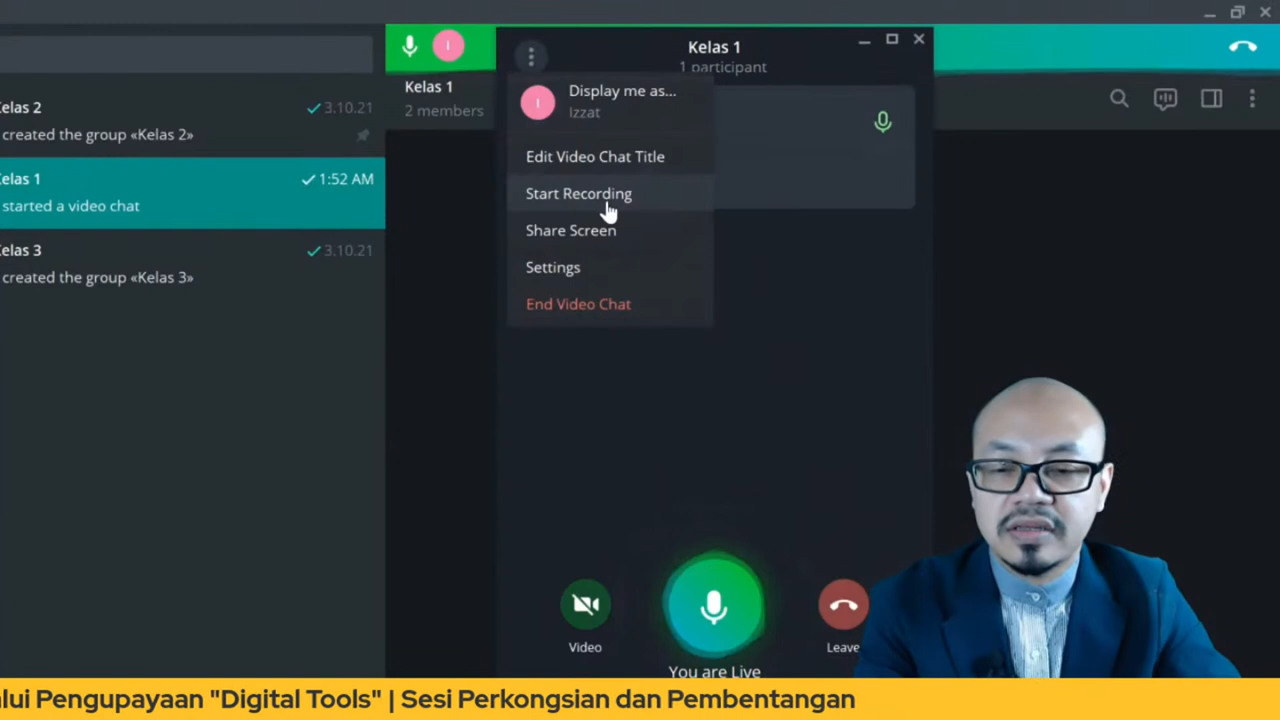 Kelas 1
1 participant
I
Kelas 1
2 members
I
Display me as...
Izzat
elas 2
3.10.21
created the group «Kelas 2»
Edit Video Chat Title
elas 1
1:52 AM
started a video chat
Start Recording
Share Screen
elas 3
3.10.21
created the group «Kelas 3»
Settings
End Video Chat
Video
You are Live
Leave
lui Pengupayaan "Digital Tools" | Sesi Perkongsian dan Pembentangan